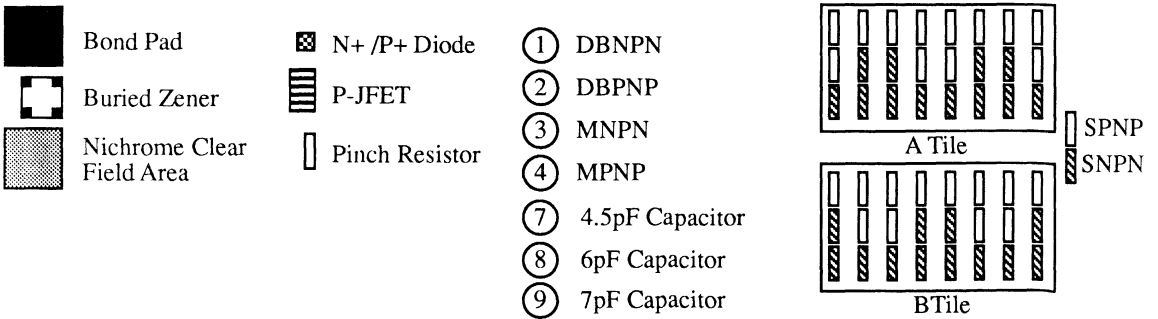 Bond Pad
Buried Zener
Nichrome Clear
Field Area
N+ /P+ Diode
P-JFET
Pinch Resistor
1 DBNPN
2 DBPNP
3 MNPN
4 MPNP
7 4.5pF Capacitor
8 6pF Capacitor
9 7pF Capacitor
A Tile
SPNP
SNPN
BTile